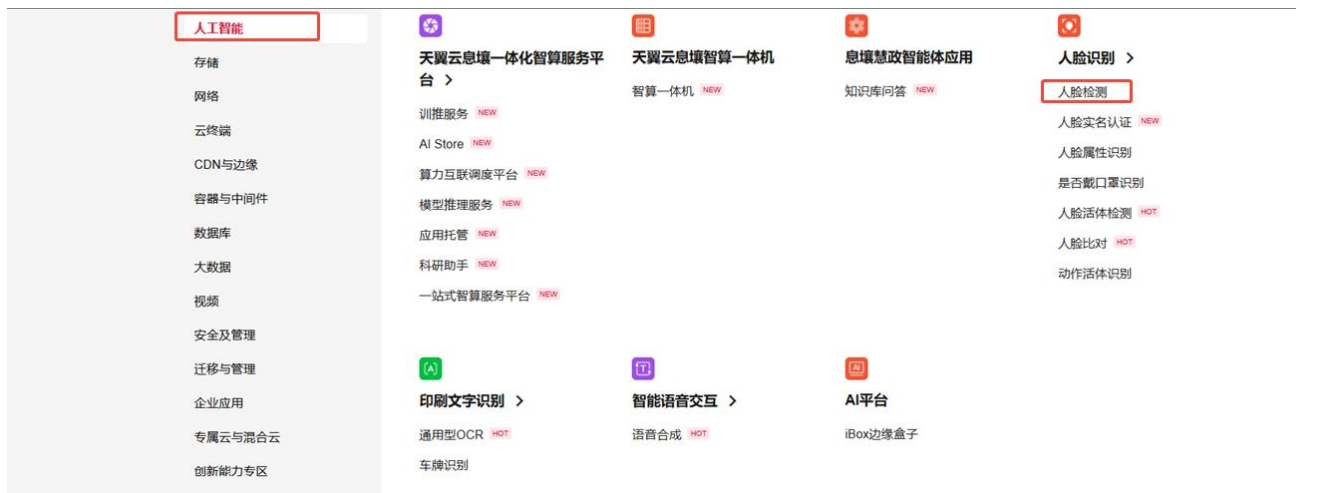 人工智能
存储
网络
云终端
CDN与边缘
容器与中间件
数据库
大数据
视频
安全及管理
迁移与管理
企业应用
专属云与混合云
创新能力专区
天翼云息壤一体化智算服务平
台 >
训推服务 NEW
AI Store NEW
算力互联调度平台 NEW
模型推理服务 NEW
应用托管 NEW
科研助手 NEW
一站式智算服务平台 NEW
天翼云息壤智算一体机
智算一体机 NEW
息壤慧政智能体应用
知识库问答 NEW
人脸识别 >
人脸检测
人脸实名认证 NEW
人脸属性识别
是否戴口罩识别
人脸活体检测 HOT
人脸比对 HOT
动作活体识别
印刷文字识别 >
通用型OCR HOT
车牌识别
智能语音交互 >
语音合成 HOT
AI平台
iBox边缘盒子